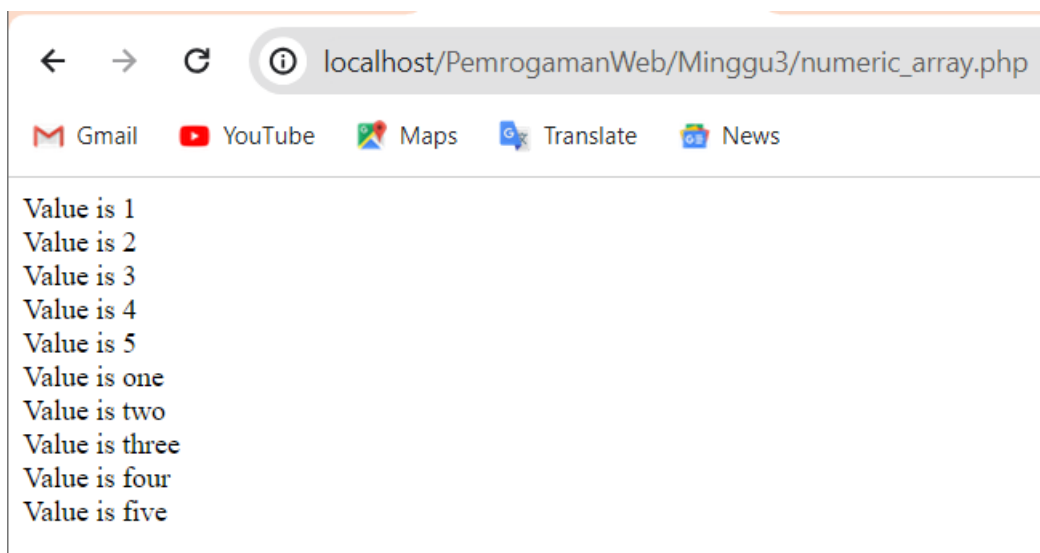 localhost/PemrogamanWeb/Minggu3/numeric_array.php
Gmail YouTube Maps Translate News
Value is 1
Value is 2
Value is 3
Value is 4
Value is 5
Value is one
Value is two
Value is three
Value is four
Value is five